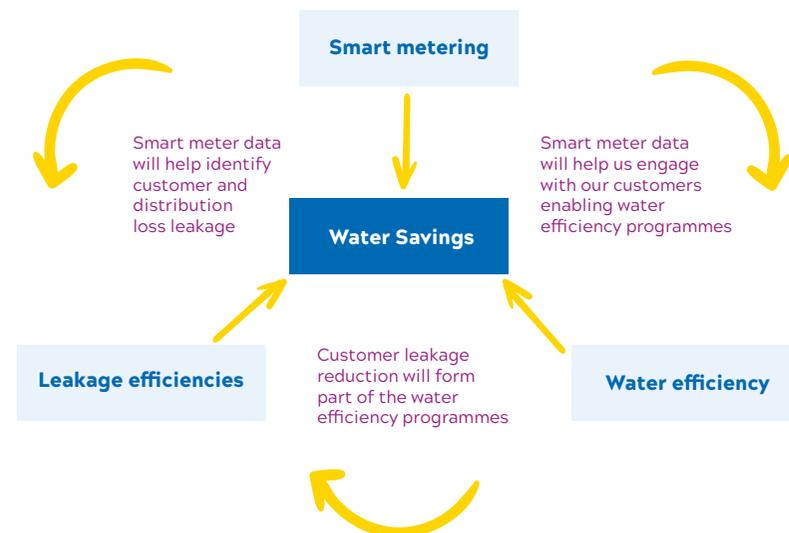 Smart metering
Smart meter data
will help identify
customer and
distribution
loss leakage
Smart meter data
will help us engage
with our customers
enabling water
efficiency programmes
Water Savings
Leakage efficiencies
Customer leakage
reduction will form
part of the water
efficiency programmes
Water efficiency